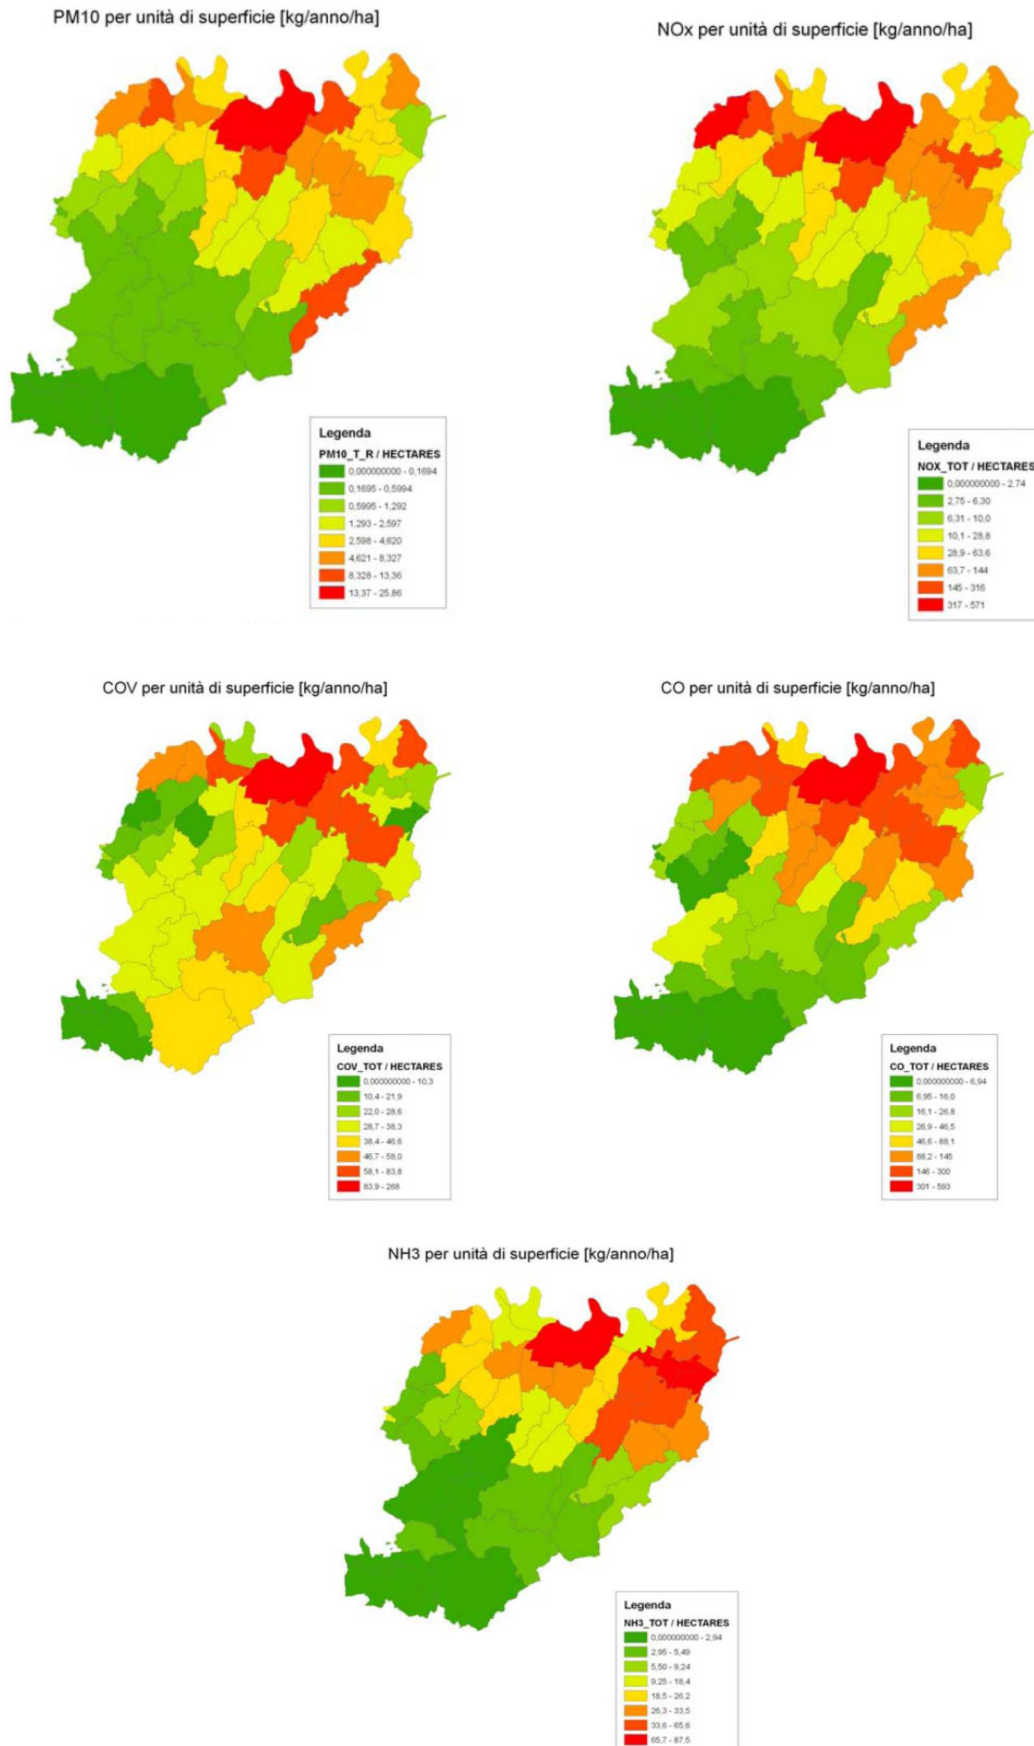 PM10 per unità di superficie [kg/anno/ha]
NOx per unità di superficie [kg/anno/ha]
Legenda
PM10_T_R / HECTARES
0,000000000 - 0,1694
0,1695 - 0,5994
0,5995 - 1,292
1,293 - 2,597
2,598 - 4,620
4,621 - 8,327
8,328 - 13,36
13,37 - 25,86
Legenda
NOX_TOT / HECTARES
0,000000000 - 2,74
2,75 - 6,30
6,31 - 10,0
10,1 - 28,8
28,9 - 63,6
63,7 - 144
145 - 316
317 - 571
COV per unità di superficie [kg/anno/ha]
CO per unità di superficie [kg/anno/ha]
Legenda
COV_TOT / HECTARES
0,000000000 - 10,3
10,4 - 21,9
22,0 - 28,6
28,7 - 38,3
38,4 - 46,6
46,7 - 58,0
58,1 - 83,8
83,9 - 268
Legenda
CO_TOT / HECTARES
0,000000000 - 6,94
6,95 - 16,0
16,1 - 26,8
26,9 - 46,5
46,6 - 88,1
88,2 - 145
146 - 300
301 - 593
NH3 per unità di superficie [kg/anno/ha]
Legenda
NH3_TOT / HECTARES
0,000000000 - 2,94
2,95 - 5,49
5,50 - 9,24
9,25 - 18,4
18,5 - 26,2
26,3 - 33,5
33,6 - 65,6
65,7 - 87,5